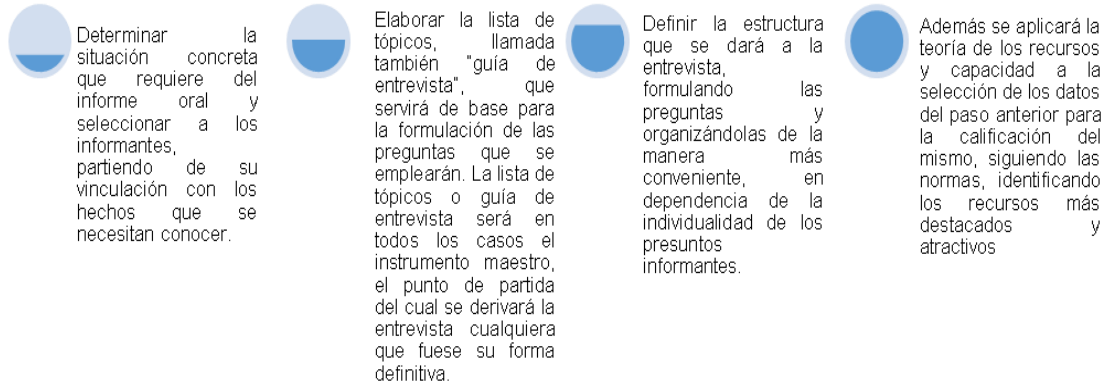 Determinar la
situación concreta
que requiere del
informe oral y
seleccionar a los
informantes,
partiendo de su
vinculación con los
hechos que se
necesitan conocer.
Elaborar la lista de
tópicos, llamada
también "guía de
entrevista", que
servirá de base para
la formulación de las
preguntas que se
emplearán. La lista de
tópicos o guía de
entrevista será en
todos los casos el
instrumento maestro,
el punto de partida
del cual se derivará la
entrevista cualquiera
que fuese su forma
definitiva.
Definir la estructura
que se dará a la
entrevista,
formulando las
preguntas y
organizándolas de la
manera más
conveniente, en
dependencia de la
individualidad de los
presuntos
informantes.
Además se aplicará la
teoría de los recursos
y capacidad a la
selección de los datos
del paso anterior para
la calificación del
mismo, siguiendo las
normas, identificando
los recursos más
destacados y
atractivos